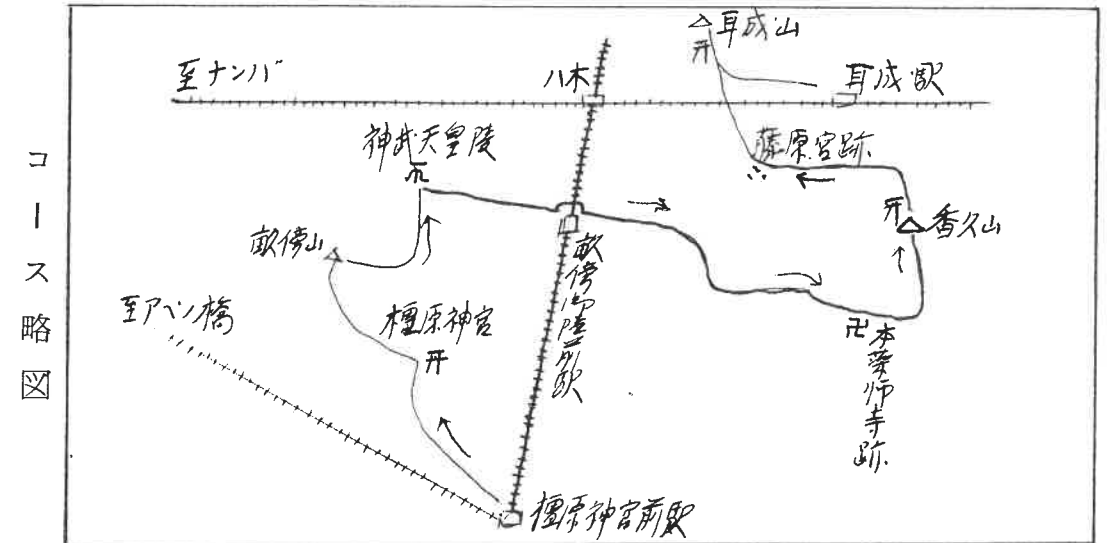 コース略図
耳成山
至ナンバ
八木
耳成駅
神武天皇陵
藤原宮跡
畝傍山
香久山
至アベノ橋
橿原神宮
畝傍御陵前駅
卍
本薬師寺跡
橿原神宮前駅